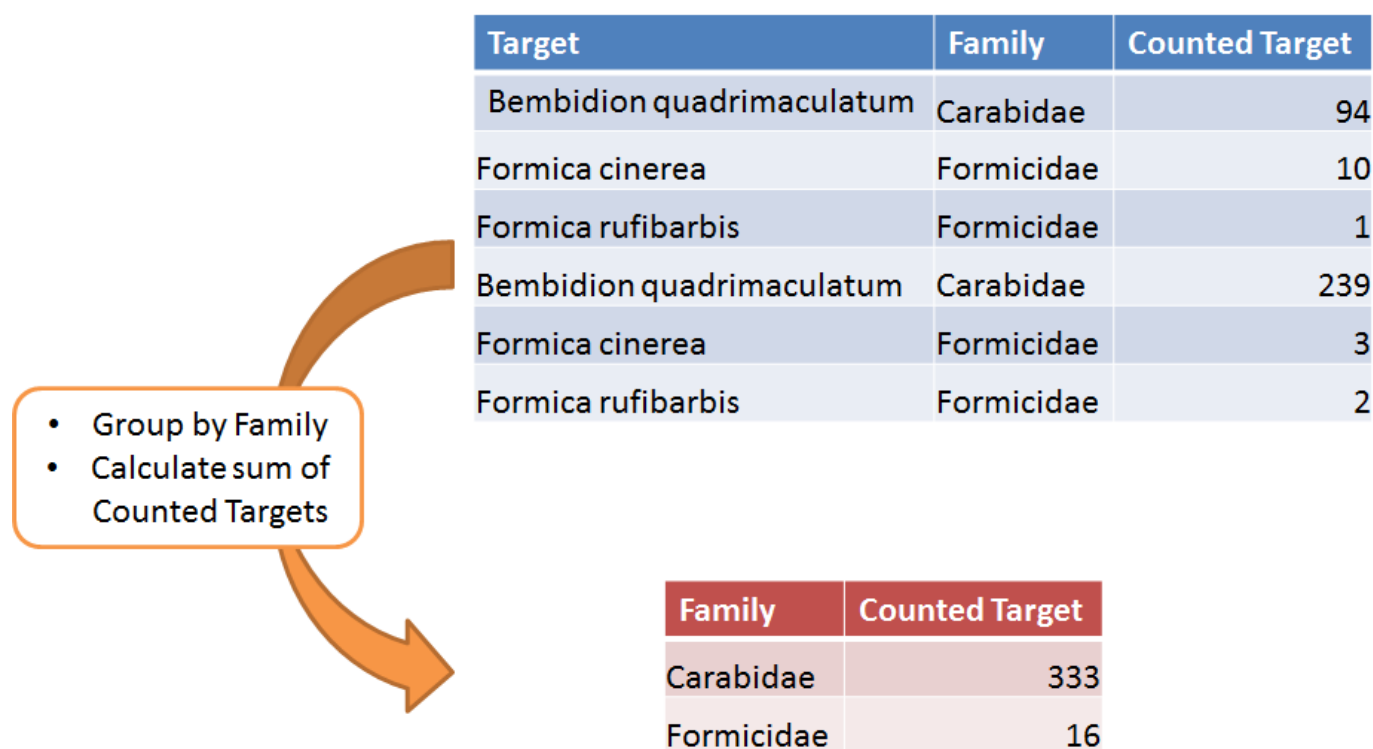 Target Family Counted Target
Bembidion quadrimaculatum Carabidae 94
Formica cinerea Formicidae 10
Formica rufibarbis Formicidae 1
Bembidion quadrimaculatum Carabidae 239
Formica cinerea Formicidae 3
Formica rufibarbis Formicidae 2
• Group by Family
• Calculate sum of
Counted Targets
Family Counted Target
Carabidae 333
Formicidae 16